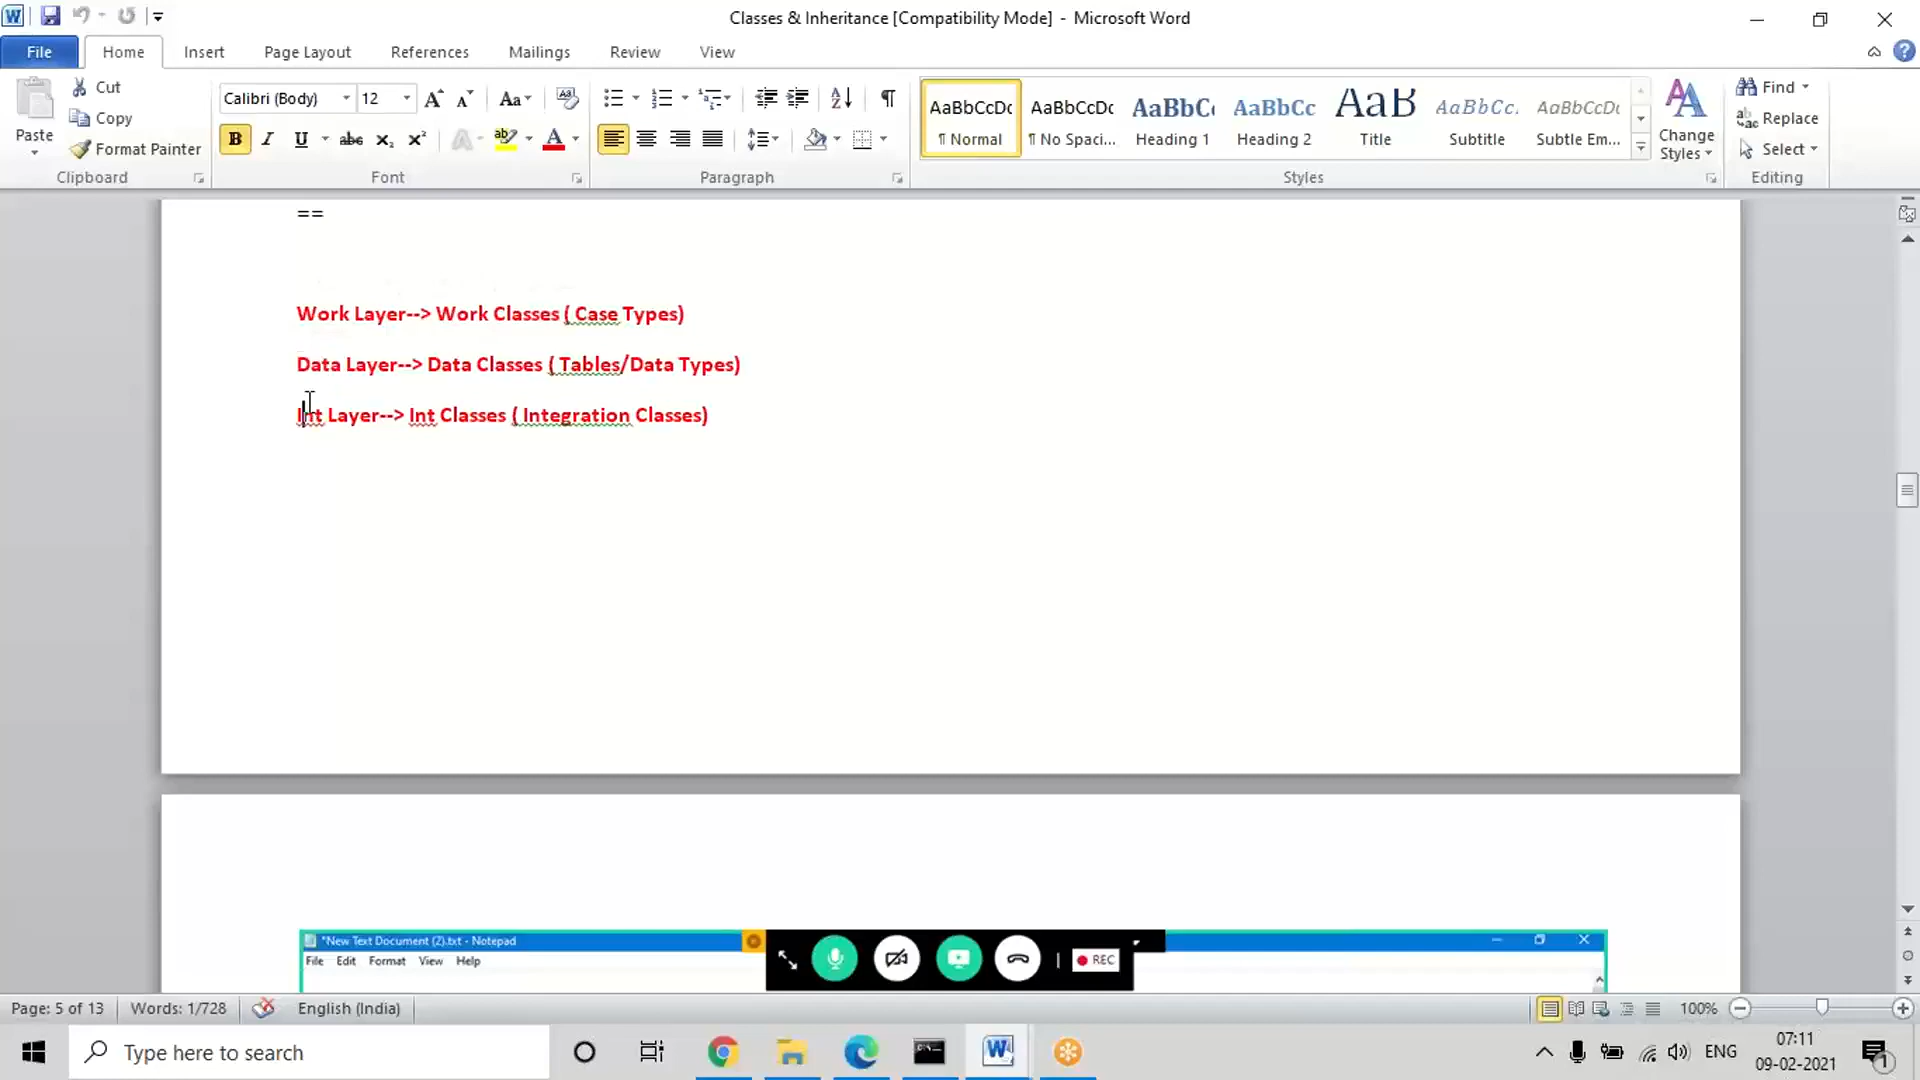 Classes & Inheritance [Compatibility Mode] - Microsoft Word
File Home Insert Page Layout References Mailings Review View
Paste
Cut
Copy
Format Painter
Clipboard
Calibri (Body) 12
Font
Paragraph
AaBbCcDc AaBbCcDc AaBbC AaBbCc AaB AaBbCc. AaBbCcDc
¶ Normal ¶ No Spaci... Heading 1 Heading 2 Title Subtitle Subtle Em...
Change Styles
Styles
Find
Replace
Select
Editing
==
Work Layer--> Work Classes ( Case Types)
Data Layer--> Data Classes ( Tables/Data Types)
Int Layer--> Int Classes ( Integration Classes)
*New Text Document (2).txt - Notepad
File Edit Format View Help
REC
Page: 5 of 13 Words: 1/728 English (India) 100%
Type here to search
ENG
07:11
09-02-2021
1